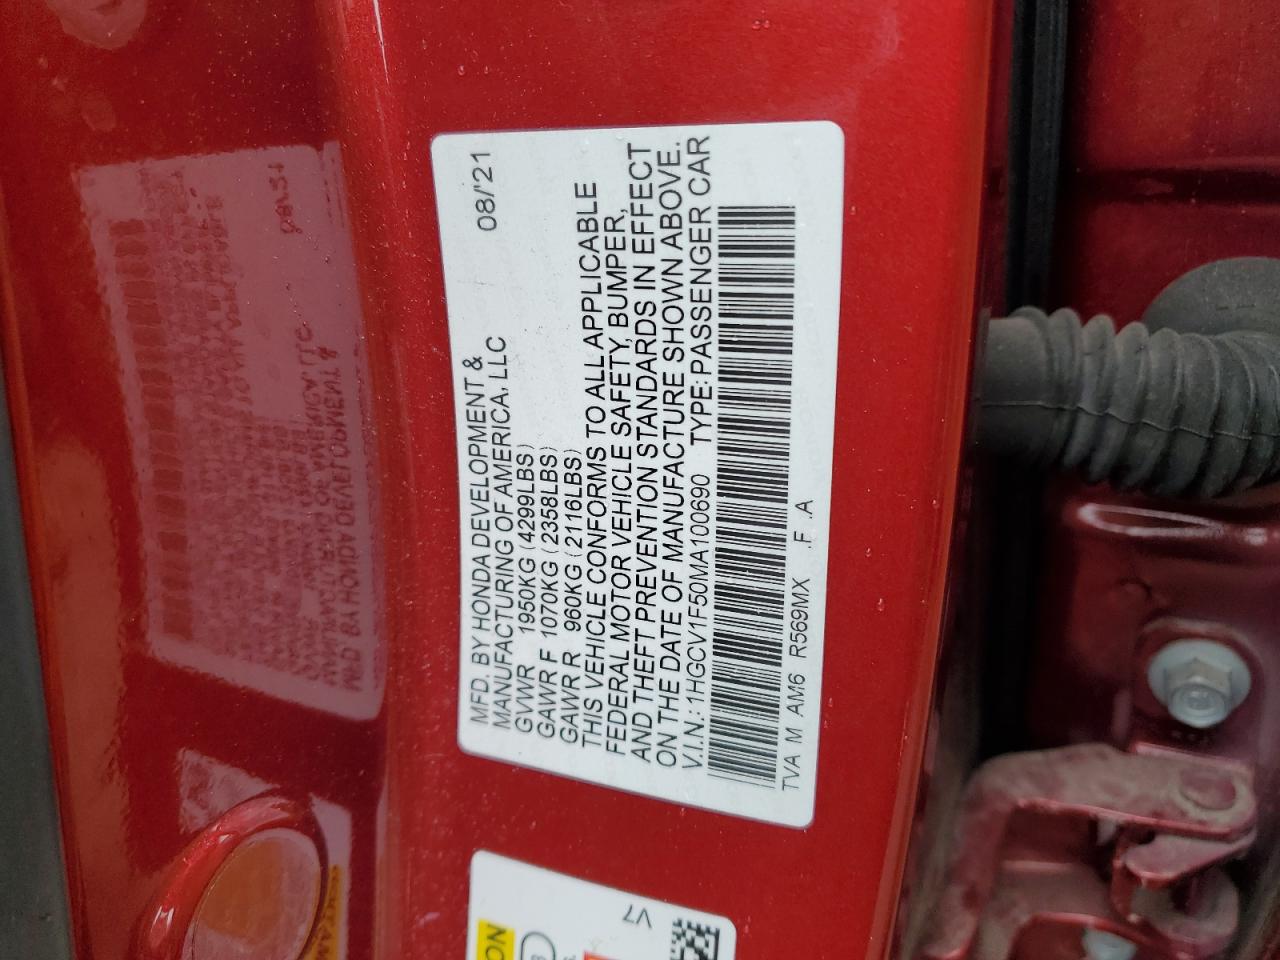 MFD. BY HONDA DEVELOPMENT &
MANUFACTURING OF AMERICA, LLC 08/'21
GVWR 1950KG (4299LBS)
GAWR F 1070KG (2358LBS)
GAWR R 960KG (2116LBS)
THIS VEHICLE CONFORMS TO ALL APPLICABLE
FEDERAL MOTOR VEHICLE SAFETY, BUMPER,
AND THEFT PREVENTION STANDARDS IN EFFECT
ON THE DATE OF MANUFACTURE SHOWN ABOVE.
V.I.N.: 1HGCV1F50MA100690 TYPE: PASSENGER CAR
TVA M AM6 R569MX .F .A
V7